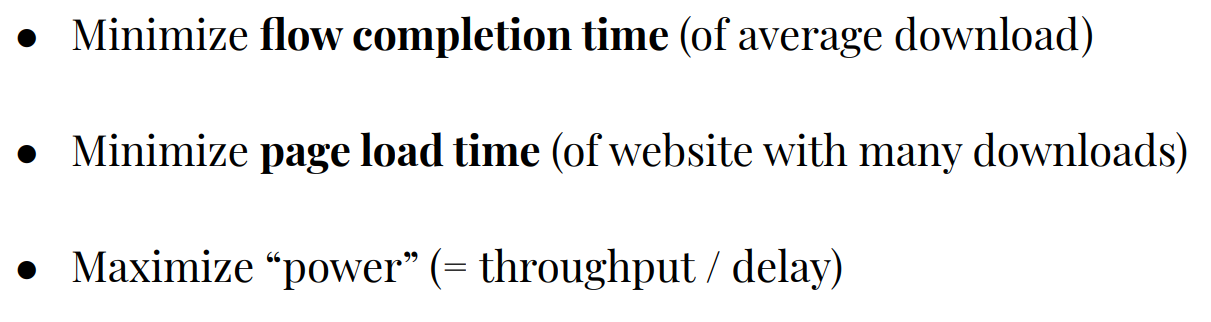 ● Minimize flow completion time (of average download)
● Minimize page load time (of website with many downloads)
● Maximize “power” (= throughput / delay)